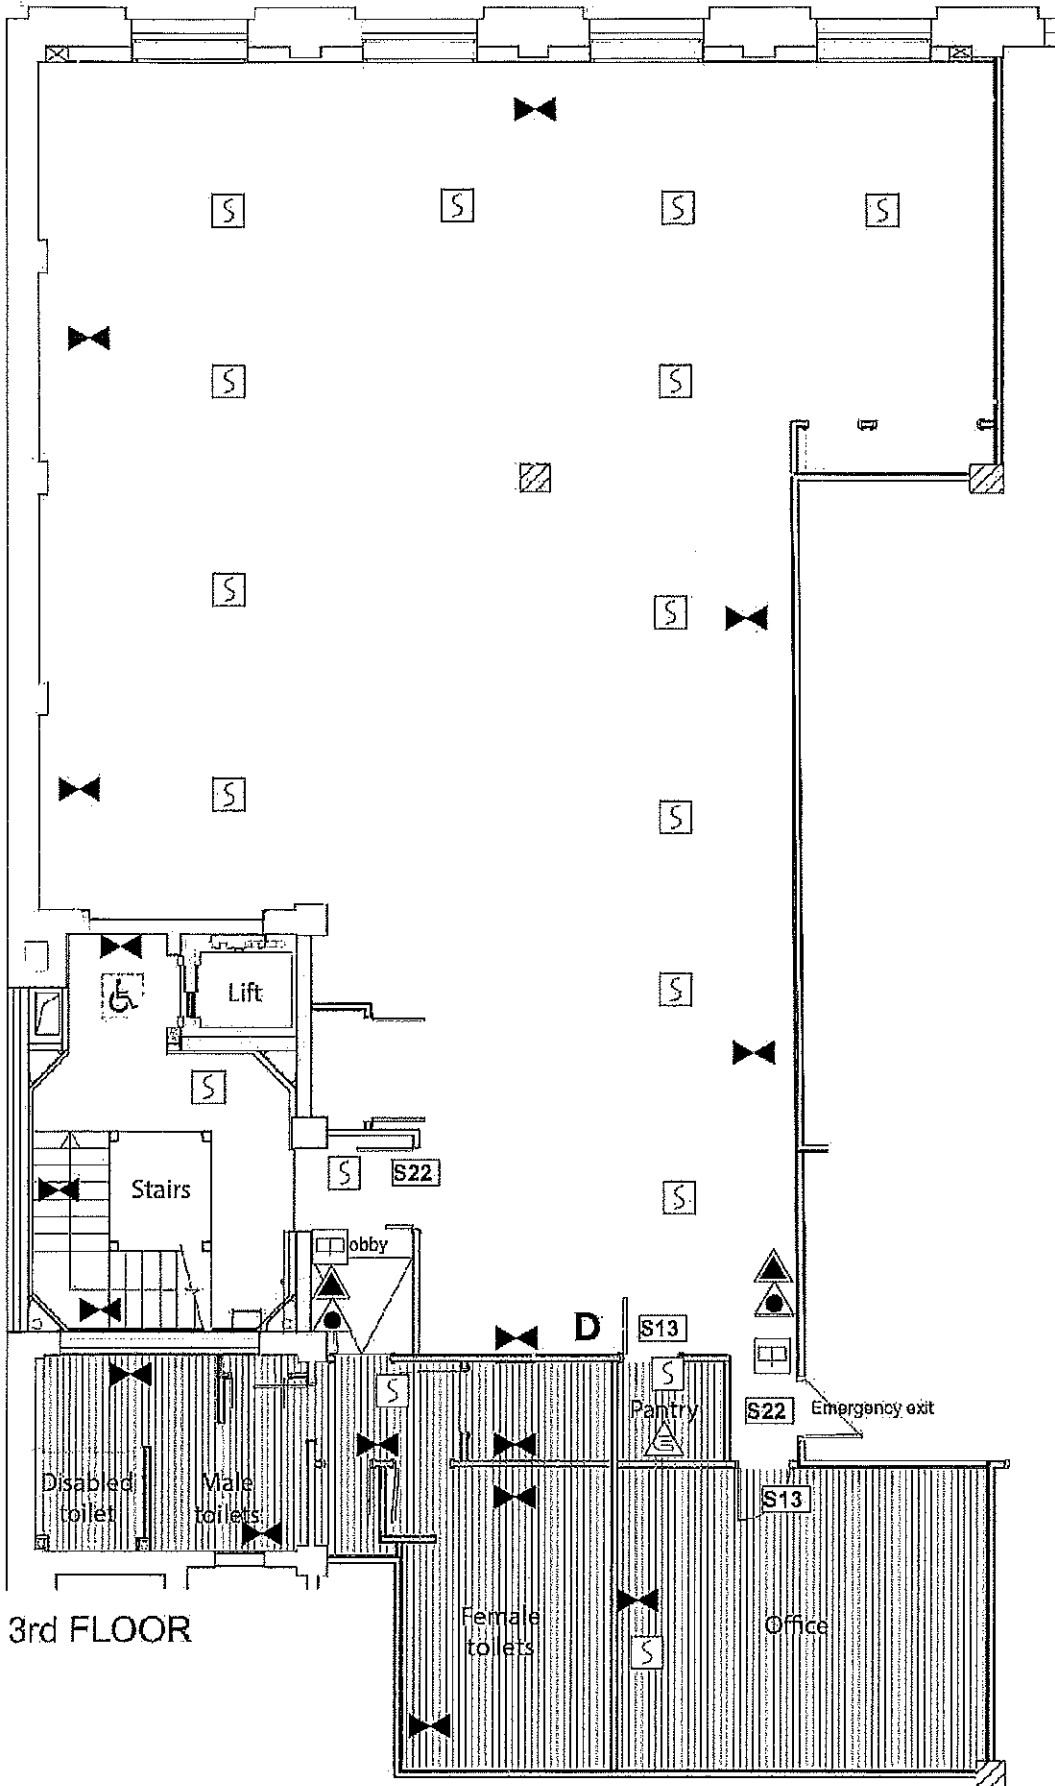 S
S
S
S
S
S
S
S
S
S
S
Lift
S
S
Stairs
S
S22
S
obby
D
S13
S
S
Pantry
S22
Emergency exit
Disabled
toilet
Male
toilets
S13
Female
toilets
Office
S
3rd FLOOR